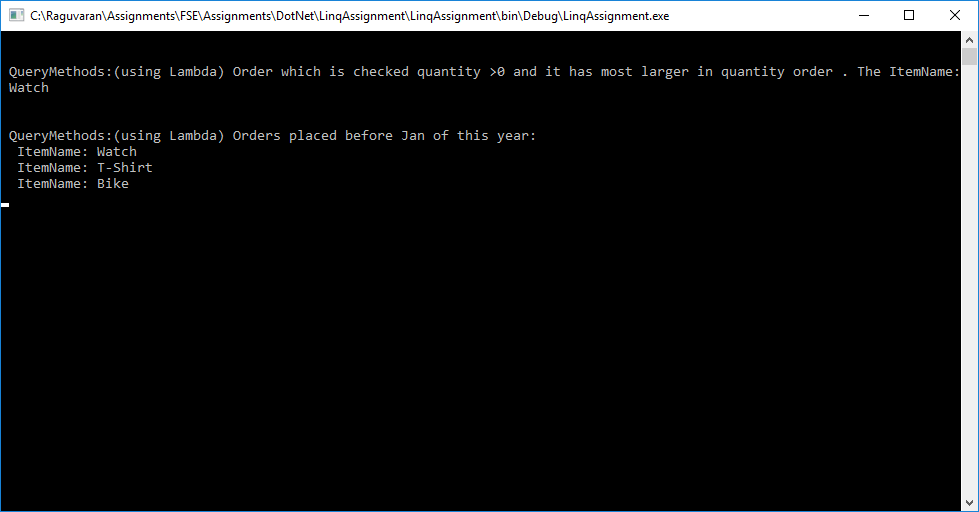 C:\Raguvaran\Assignments\FSE\Assignments\DotNet\LinqAssignment\LinqAssignment\bin\Debug\LinqAssignment.exe
QueryMethods:(using Lambda) Order which is checked quantity >0 and it has most larger in quantity order . The ItemName:
Watch
QueryMethods:(using Lambda) Orders placed before Jan of this year:
ItemName: Watch
ItemName: T-Shirt
ItemName: Bike